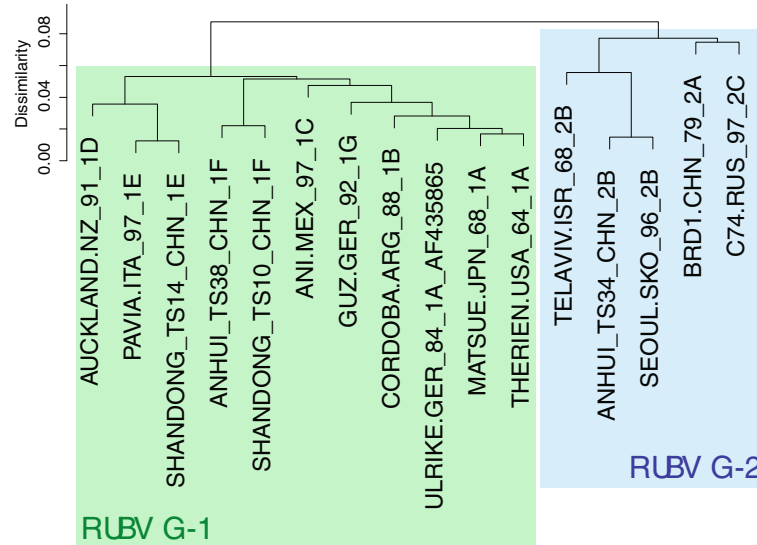 Dissimilarity
0.08
0.04
0.00
AUCKLAND.NZ_91_1D
PAVIA.ITA_97_1E
SHANDONG_TS14_CHN_1E
ANHUI_TS38_CHN_1F
SHANDONG_TS10_CHN_1F
ANI.MEX_97_1C
GUZ.GER_92_1G
CORDOBA.ARG_88_1B
ULRIKE.GER_84_1A_AF435865
MATSUE.JPN_68_1A
THERIEN.USA_64_1A
TELAVIV.ISR_68_2B
ANHUI_TS34_CHN_2B
SEOUL.SKO_96_2B
BRD1.CHN_79_2A
C74.RUS_97_2C
RUBV G-1
RUBV G-2